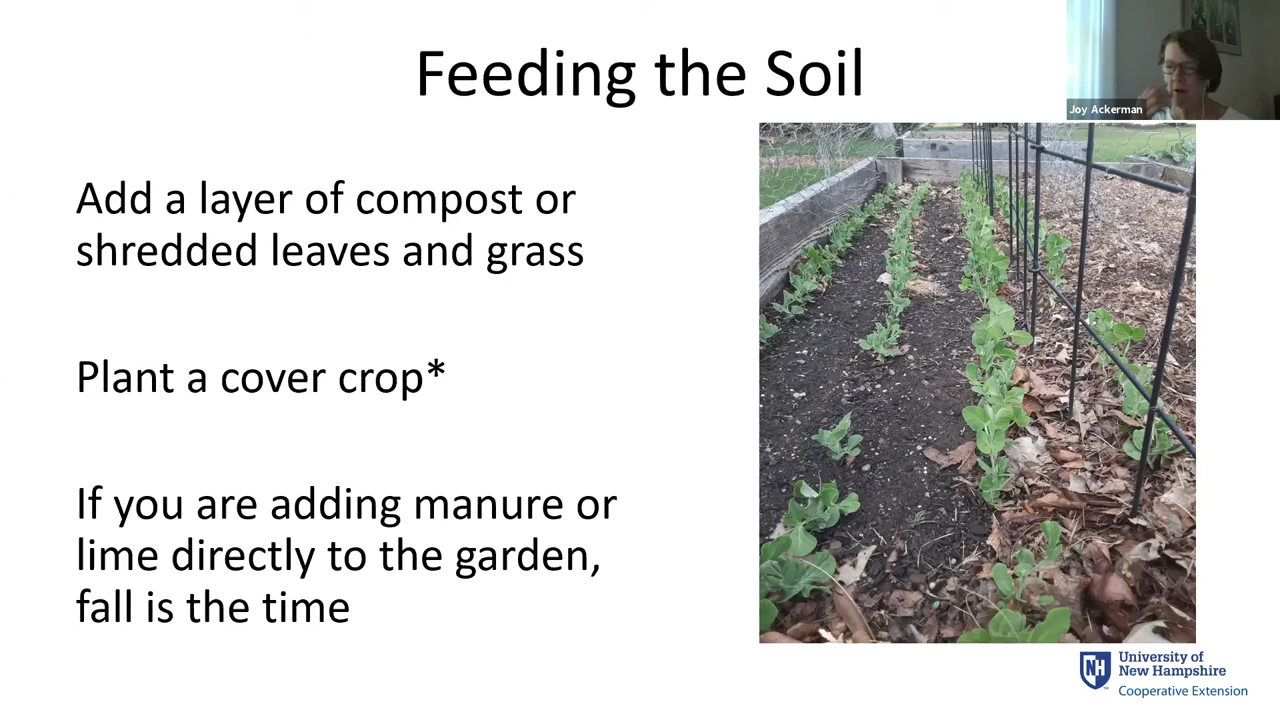 Feeding the Soil
Joy Ackerman
Add a layer of compost or
shredded leaves and grass
Plant a cover crop*
If you are adding manure or
lime directly to the garden,
fall is the time
NH
University of
New Hampshire
Cooperative Extension